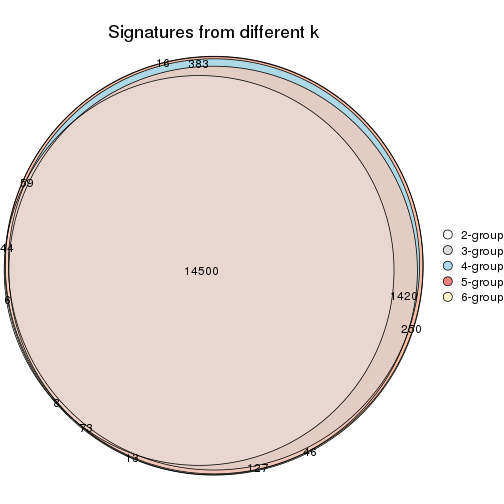 Signatures from different k
16
383
59
44
14500
6
1420
250
8
73
13
127
46
2-group
3-group
4-group
5-group
6-group